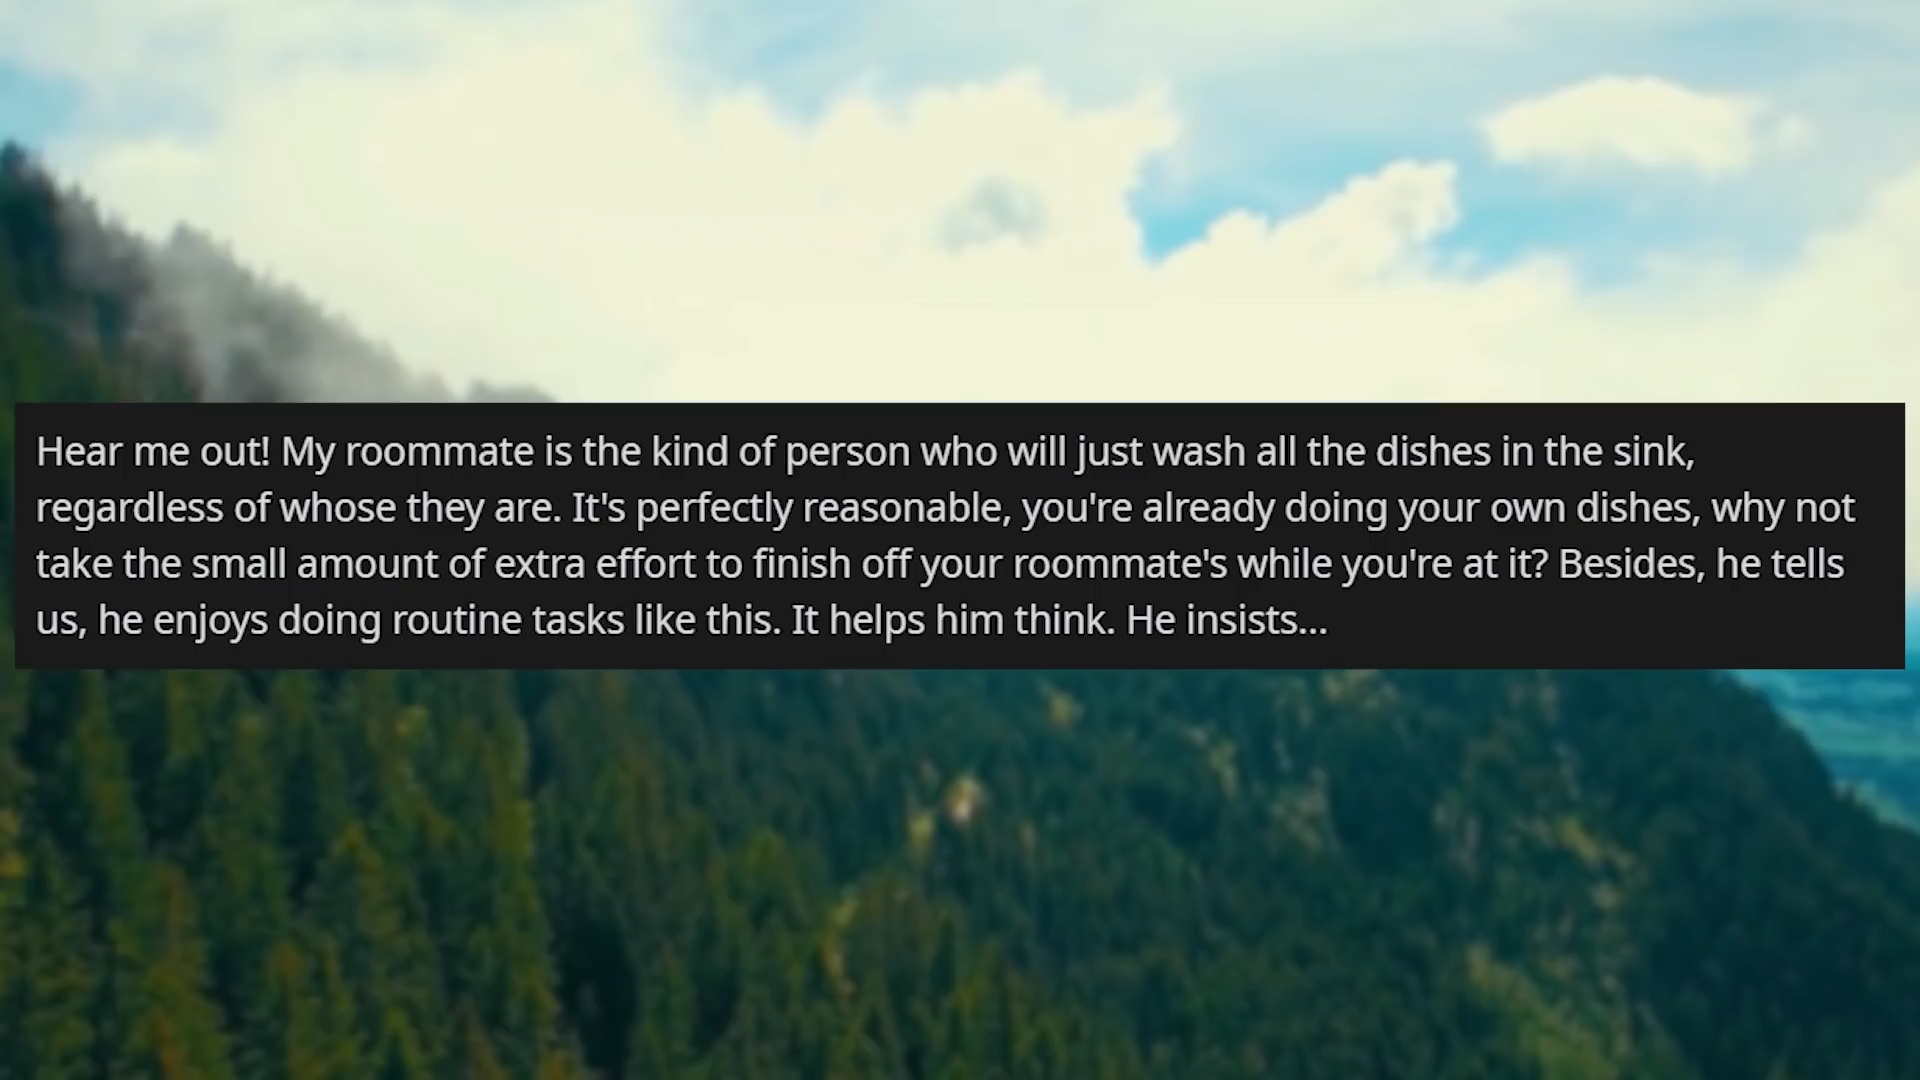 Hear me out! My roommate is the kind of person who will just wash all the dishes in the sink,
regardless of whose they are. It's perfectly reasonable, you're already doing your own dishes, why not
take the small amount of extra effort to finish off your roommate's while you're at it? Besides, he tells
us, he enjoys doing routine tasks like this. It helps him think. He insists...